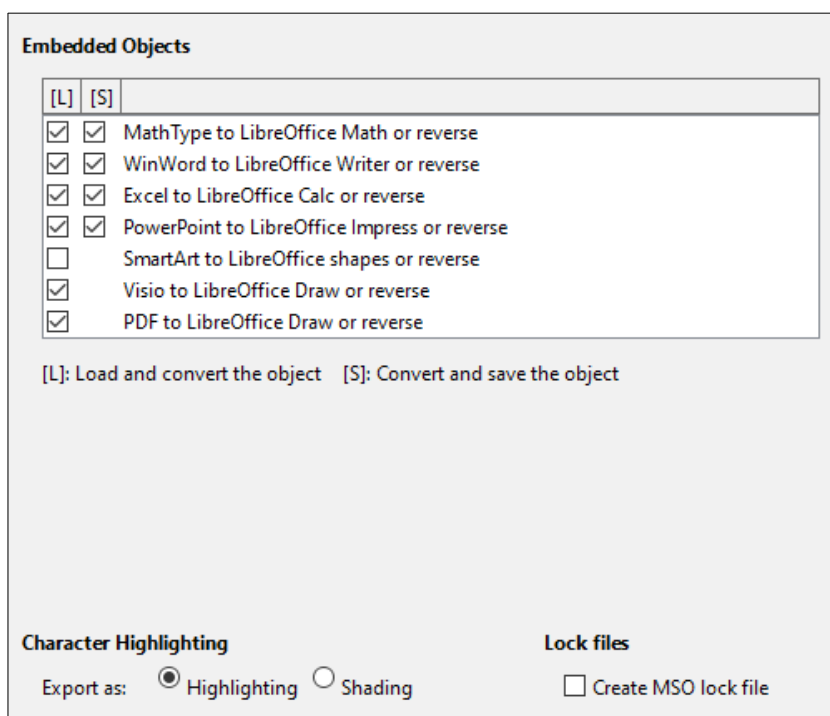 Embedded Objects
[L] [S]
MathType to LibreOffice Math or reverse
WinWord to LibreOffice Writer or reverse
Excel to LibreOffice Calc or reverse
PowerPoint to LibreOffice Impress or reverse
SmartArt to LibreOffice shapes or reverse
Visio to LibreOffice Draw or reverse
PDF to LibreOffice Draw or reverse
[L]: Load and convert the object [S]: Convert and save the object
Character Highlighting Lock files
Export as: Highlighting Shading Create MSO lock file